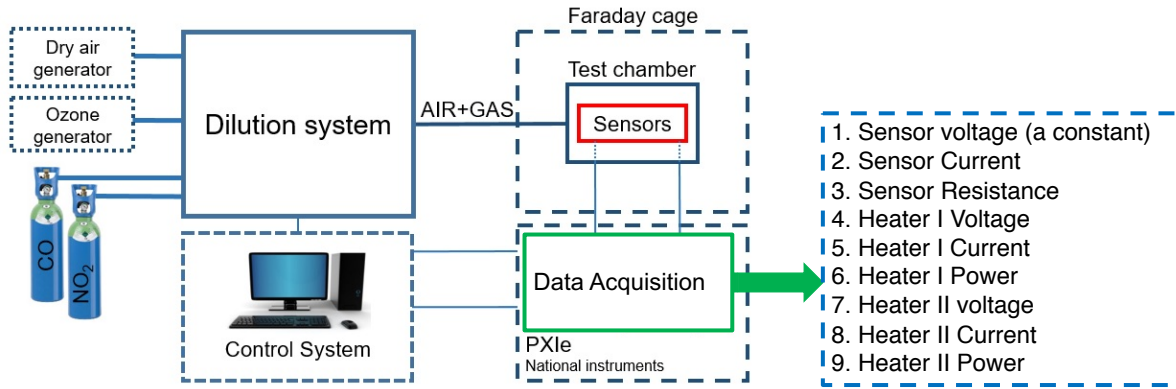 Dry air
generator
Ozone
generator
CO
NO₂
Dilution system
AIR+GAS
Faraday cage
Test chamber
Sensors
Control System
Data Acquisition
PXIe
National instruments
1. Sensor voltage (a constant)
2. Sensor Current
3. Sensor Resistance
4. Heater I Voltage
5. Heater I Current
6. Heater I Power
7. Heater II voltage
8. Heater II Current
9. Heater II Power